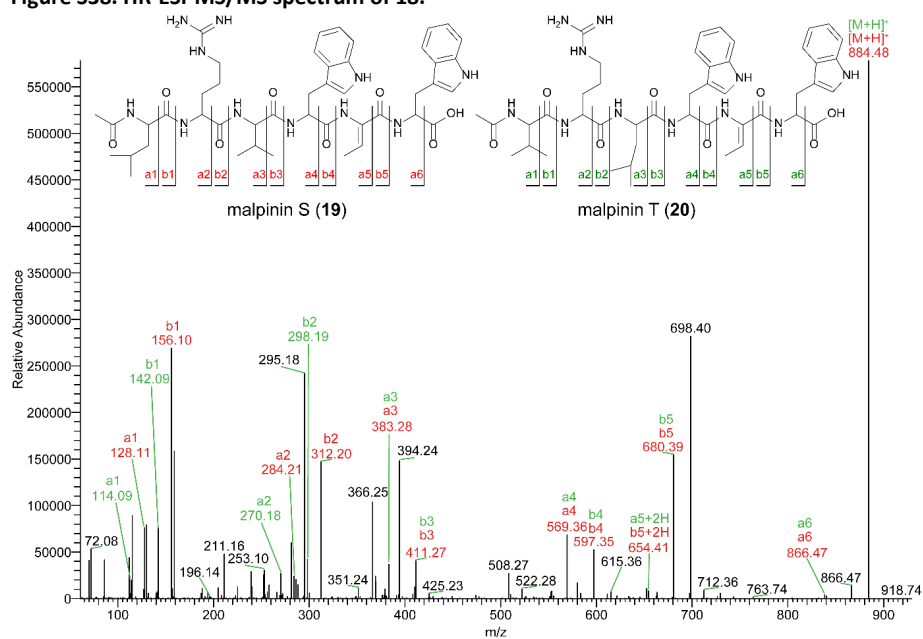 Figure S58. HR-ESI-MS/MS spectrum of 18.
[M+H]⁺
[M+H]⁺
884.48
H₂N NH
HN
O
N
H
O
H
N
O
NH
N
H
O
H
N
O
NH
N
H
O
OH
a1 b1 a2 b2 a3 b3 a4 b4 a5 b5 a6
malpinin S (19)
H₂N NH
HN
O
N
H
O
H
N
O
NH
N
H
O
H
N
O
NH
N
H
O
OH
a1 b1 a2 b2 a3 b3 a4 b4 a5 b5 a6
malpinin T (20)
Relative Abundance
550000
500000
450000
400000
350000
300000
250000
200000
150000
100000
50000
0
72.08
a1
114.09
a1
128.11
b1
142.09
b1
156.10
196.14
211.16
253.10
a2
270.18
a2
284.21
295.18
b2
298.19
b2
312.20
351.24
366.25
a3
a3
383.28
394.24
b3
b3
411.27
425.23
508.27
522.28
a4
a4
569.36
b4
b4
597.35
615.36
a5+2H
b5+2H
654.41
b5
b5
680.39
698.40
712.36
763.74
a6
a6
866.47
866.47
918.74
100 200 300 400 500 600 700 800 900
m/z